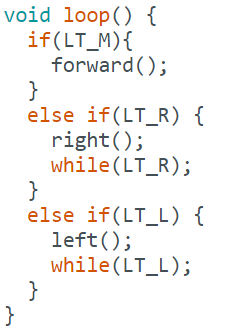 void loop() {
  if(LT_M){
    forward();
  }
  else if(LT_R) {
    right();
    while(LT_R);
  }
  else if(LT_L) {
    left();
    while(LT_L);
  }
}